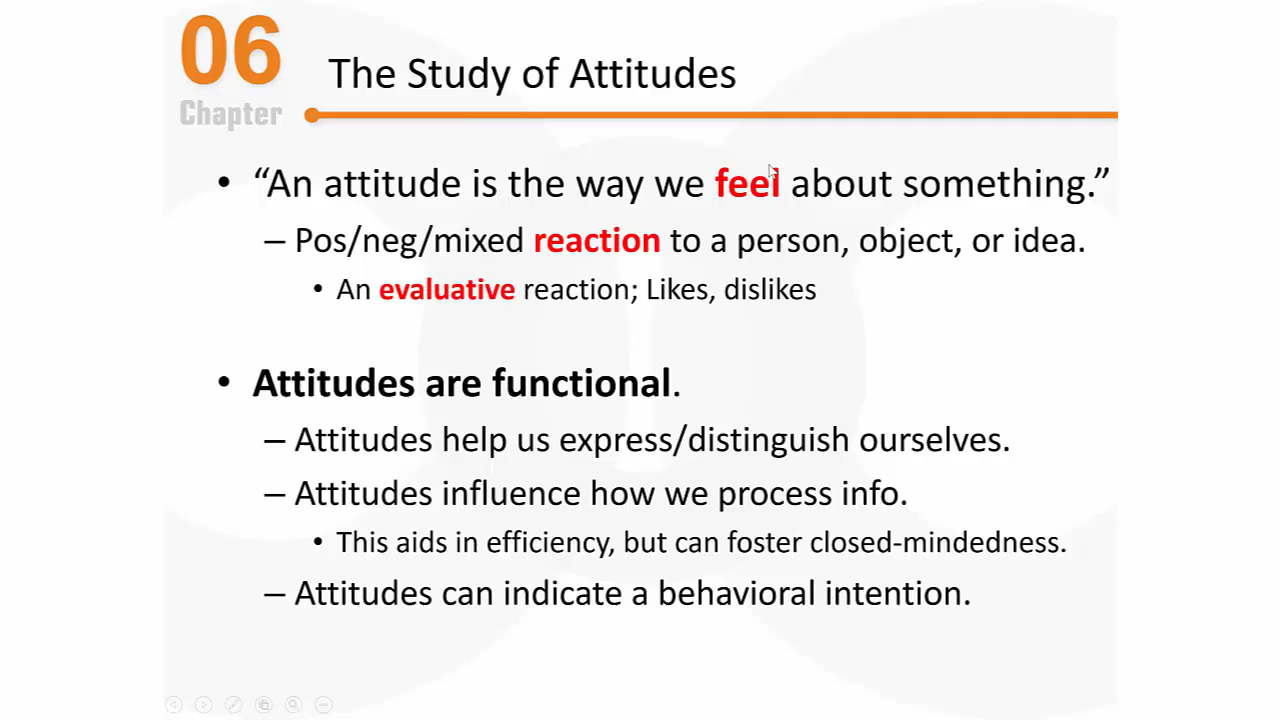 06
Chapter
The Study of Attitudes
• “An attitude is the way we feel about something.”
– Pos/neg/mixed reaction to a person, object, or idea.
• An evaluative reaction; Likes, dislikes
• Attitudes are functional.
– Attitudes help us express/distinguish ourselves.
– Attitudes influence how we process info.
• This aids in efficiency, but can foster closed-mindedness.
– Attitudes can indicate a behavioral intention.